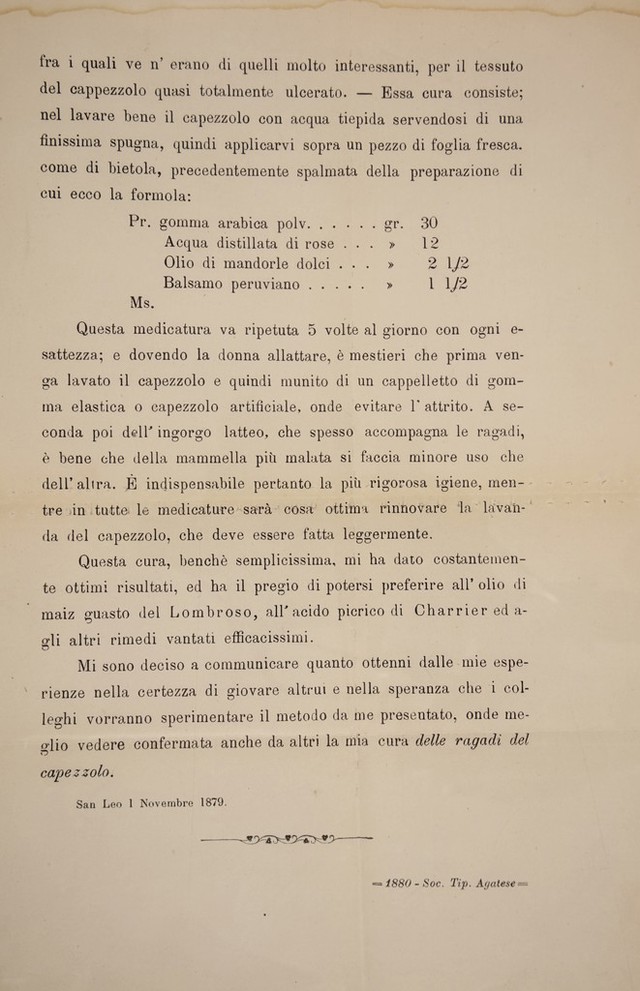 fra i quali ve n' erano di quelli molto interessanti, per il tessuto
del cappezzolo quasi totalmente ulcerato. — Essa cura consiste;
nel lavare bene il capezzolo con acqua tiepida servendosi di una
finissima spugna, quindi applicarvi sopra un pezzo di foglia fresca.
come di bietola, precedentemente spalmata della preparazione di
cui ecco la formola:
Pr. gomma arabica polv. . . . . . gr. 30
Acqua distillata di rose . . . » 12
Olio di mandorle dolci . . . » 2 1/2
Balsamo peruviano . . . . . » 1 1/2
Ms.
Questa medicatura va ripetuta 5 volte al giorno con ogni e-
sattezza; e dovendo la donna allattare, è mestieri che prima ven-
ga lavato il capezzolo e quindi munito di un cappelletto di gom-
ma elastica o capezzolo artificiale, onde evitare l' attrito. A se-
conda poi dell' ingorgo latteo, che spesso accompagna le ragadi,
è bene che della mammella più malata si faccia minore uso che
dell' altra. È indispensabile pertanto la più rigorosa igiene, men-
tre in tutte le medicature sarà cosa ottima rinnovare la lavan-
da del capezzolo, che deve essere fatta leggermente.
Questa cura, benchè semplicissima, mi ha dato costantemen-
te ottimi risultati, ed ha il pregio di potersi preferire all' olio di
maiz guasto del Lombroso, all' acido picrico di Charrier ed a-
gli altri rimedi vantati efficacissimi.
Mi sono deciso a communicare quanto ottenni dalle mie espe-
rienze nella certezza di giovare altrui e nella speranza che i col-
leghi vorranno sperimentare il metodo da me presentato, onde me-
glio vedere confermata anche da altri la mia cura delle ragadi del
capezzolo.
San Leo 1 Novembre 1879.
= 1880 - Soc. Tip. Agatese =